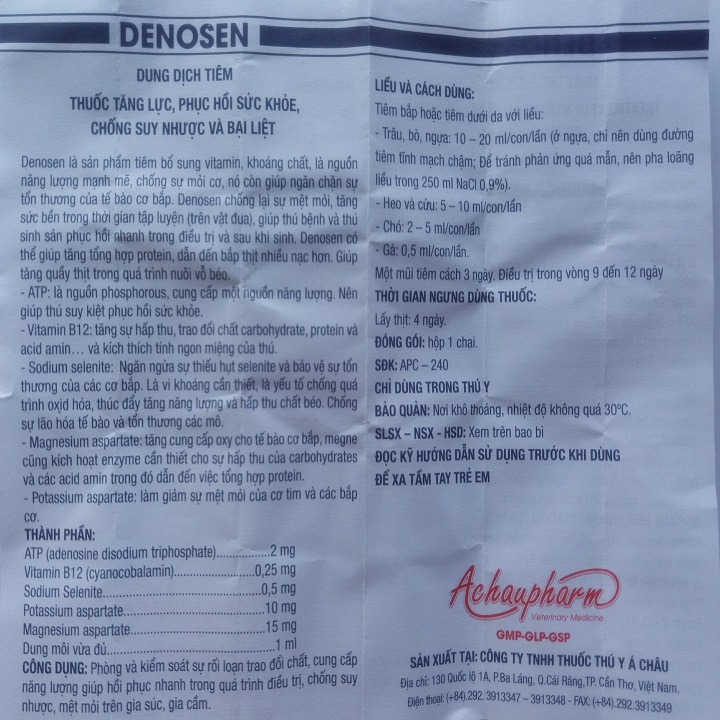 DENOSEN
DUNG DỊCH TIÊM
THUỐC TĂNG LỰC, PHỤC HỒI SỨC KHỎE,
CHỐNG SUY NHƯỢC VÀ BẠI LIỆT
Denosen là sản phẩm tiêm bổ sung vitamin, khoáng chất, là nguồn
năng lượng mạnh mẽ, chống sự mỏi cơ, nó còn giúp ngăn chặn sự
tổn thương của tế bào cơ bắp. Denosen chống lại sự mệt mỏi, tăng
sức bền trong thời gian tập luyện (trên vật đua), giúp thú bệnh và thú
sinh sản phục hồi nhanh trong điều trị và sau khi sinh. Denosen có
thể giúp tăng tổng hợp protein, dẫn đến bắp thịt nhiều nạc hơn. Giúp
tăng quầy thịt trong quá trình nuôi vỗ béo.
- ATP: là nguồn phosphorous, cung cấp một nguồn năng lượng. Nên
giúp thú suy kiệt phục hồi sức khỏe.
- Vitamin B12: tăng sự hấp thu, trao đổi chất carbohydrate, protein và
acid amin… và kích thích tính ngon miệng của thú.
- Sodium selenite: Ngăn ngừa sự thiếu hụt selenite và bảo vệ sự tổn
thương của các cơ bắp. Là vi khoáng cần thiết, là yếu tố chống quá
trình oxid hóa, thúc đẩy tăng năng lượng và hấp thu chất béo. Chống
sự lão hóa tế bào và tổn thương các mô.
- Magnesium aspartate: tăng cung cấp oxy cho tế bào cơ bắp, megne
cũng kích hoạt enzyme cần thiết cho sự hấp thu của carbohydrates
và các acid amin trong đó dẫn đến việc tổng hợp protein.
- Potassium aspartate: làm giảm sự mệt mỏi của cơ tim và các bắp
cơ.
THÀNH PHẦN:
ATP (adenosine disodium triphosphate)..................2 mg
Vitamin B12 (cyanocobalamin)..........................0,25 mg
Sodium Selenite................................................0,5 mg
Potassium aspartate..........................................10 mg
Magnesium aspartate........................................15 mg
Dung môi vừa đủ..................................................1 ml
CÔNG DỤNG: Phòng và kiểm soát sự rối loạn trao đổi chất, cung cấp
năng lượng giúp hồi phục nhanh trong quá trình điều trị, chống suy
nhược, mệt mỏi trên gia súc, gia cầm.
LIỀU VÀ CÁCH DÙNG:
Tiêm bắp hoặc tiêm dưới da với liều:
- Trâu, bò, ngựa: 10 – 20 ml/con/lần (ở ngựa, chỉ nên dùng đường
tiêm tĩnh mạch chậm; Để tránh phản ứng quá mẫn, nên pha loãng
liều trong 250 ml NaCl 0,9%).
- Heo và cừu: 5 – 10 ml/con/lần
- Chó: 2 – 5 ml/con/lần
- Gà: 0,5 ml/con/lần.
Một mũi tiêm cách 3 ngày. Điều trị trong vòng 9 đến 12 ngày
THỜI GIAN NGƯNG DÙNG THUỐC:
Lấy thịt: 4 ngày.
ĐÓNG GÓI: hộp 1 chai.
SĐK: APC – 240
CHỈ DÙNG TRONG THÚ Y
BẢO QUẢN: Nơi khô thoáng, nhiệt độ không quá 30ºC.
SLSX – NSX - HSD: Xem trên bao bì
ĐỌC KỸ HƯỚNG DẪN SỬ DỤNG TRƯỚC KHI DÙNG
ĐỂ XA TẦM TAY TRẺ EM
Achaupharm
Veterinary Medicine
GMP-GLP-GSP
SẢN XUẤT TẠI: CÔNG TY TNHH THUỐC THÚ Y Á CHÂU
Địa chỉ: 130 Quốc lộ 1A, P.Ba Láng, Q.Cái Răng,TP. Cần Thơ, Việt Nam.
Điện thoại: (+84).292.3913347 – 3913348 - FAX: (+84).292.3913349